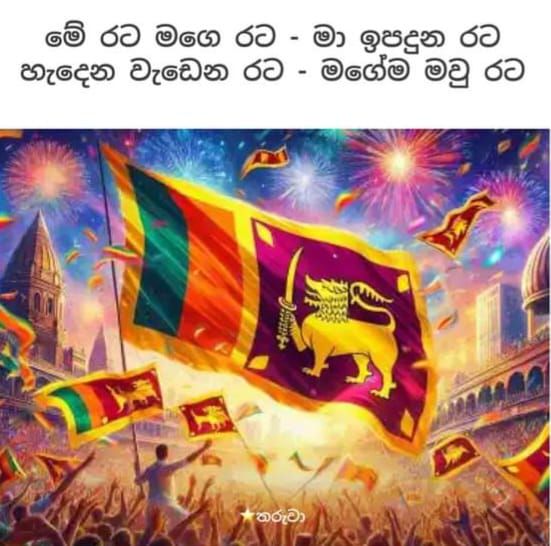 මේ රට මගෙ රට - මා ඉපදුන රට
හැදෙන වැඩෙන රට - මගේම මව් රට
තරුවා